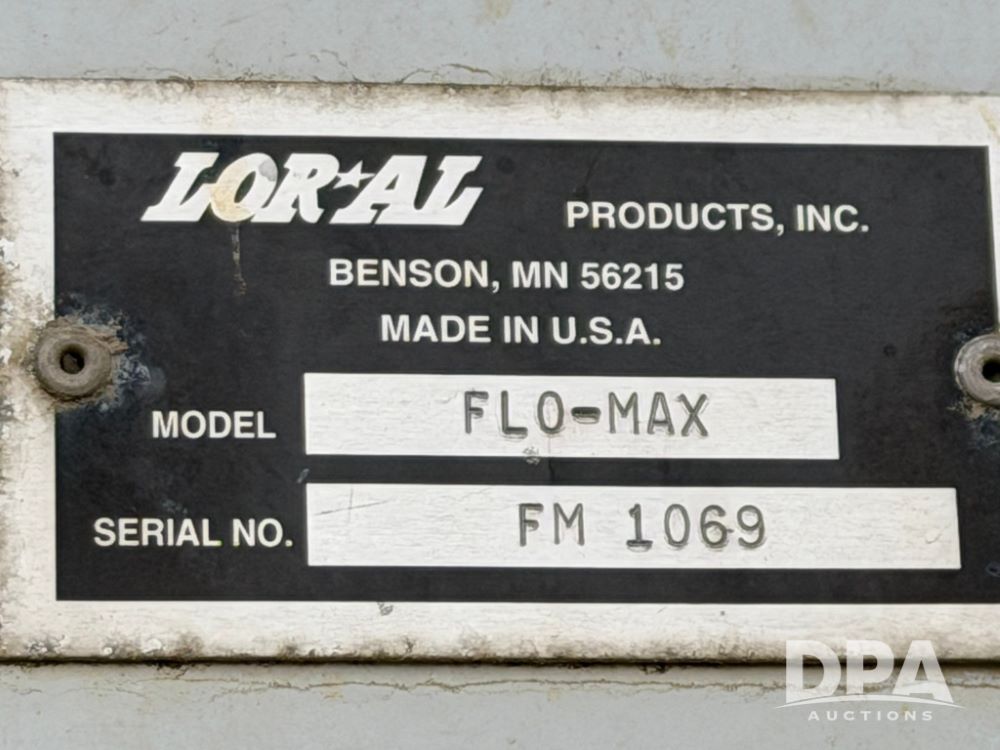 LOR★AL PRODUCTS, INC.
BENSON, MN 56215
MADE IN U.S.A.
MODEL FLO-MAX
SERIAL NO. FM 1069
DPA
AUCTIONS